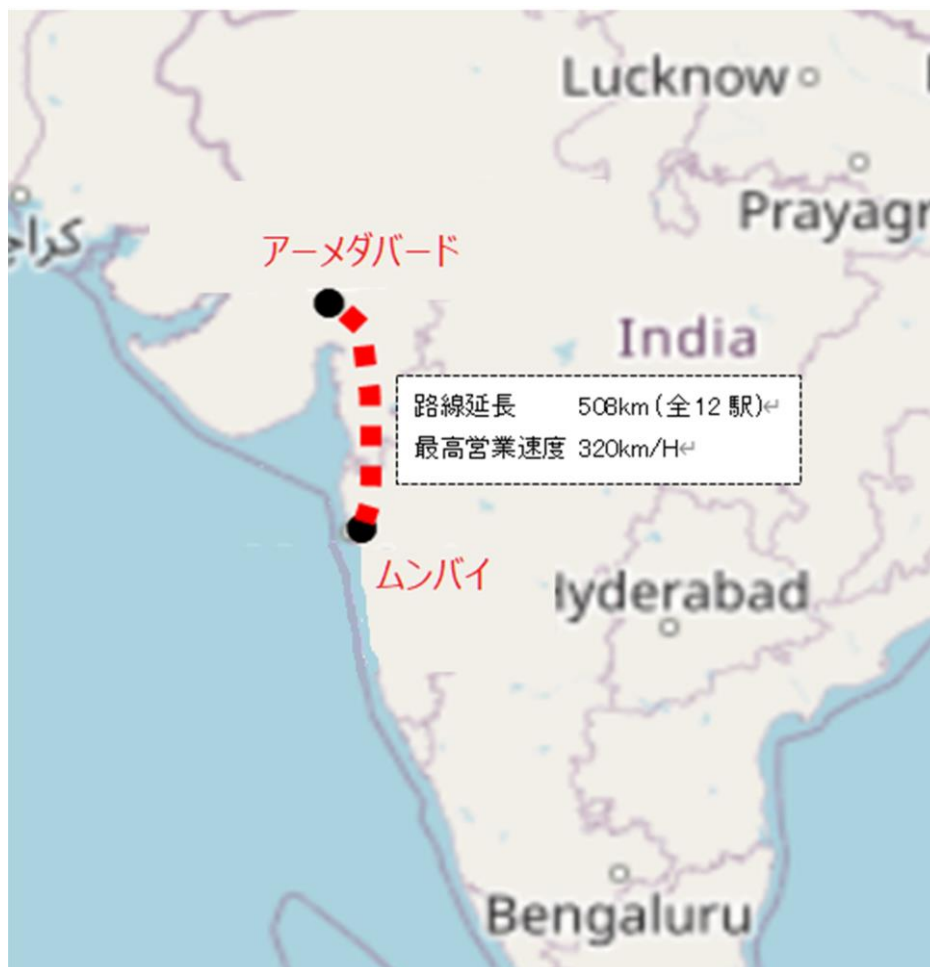 Lucknow
Prayagr
كراچ
アーメダバード
India
路線延長 508km(全12駅)↵
最高営業速度 320km/H↵
ムンバイ
lyderabad
Bengaluru